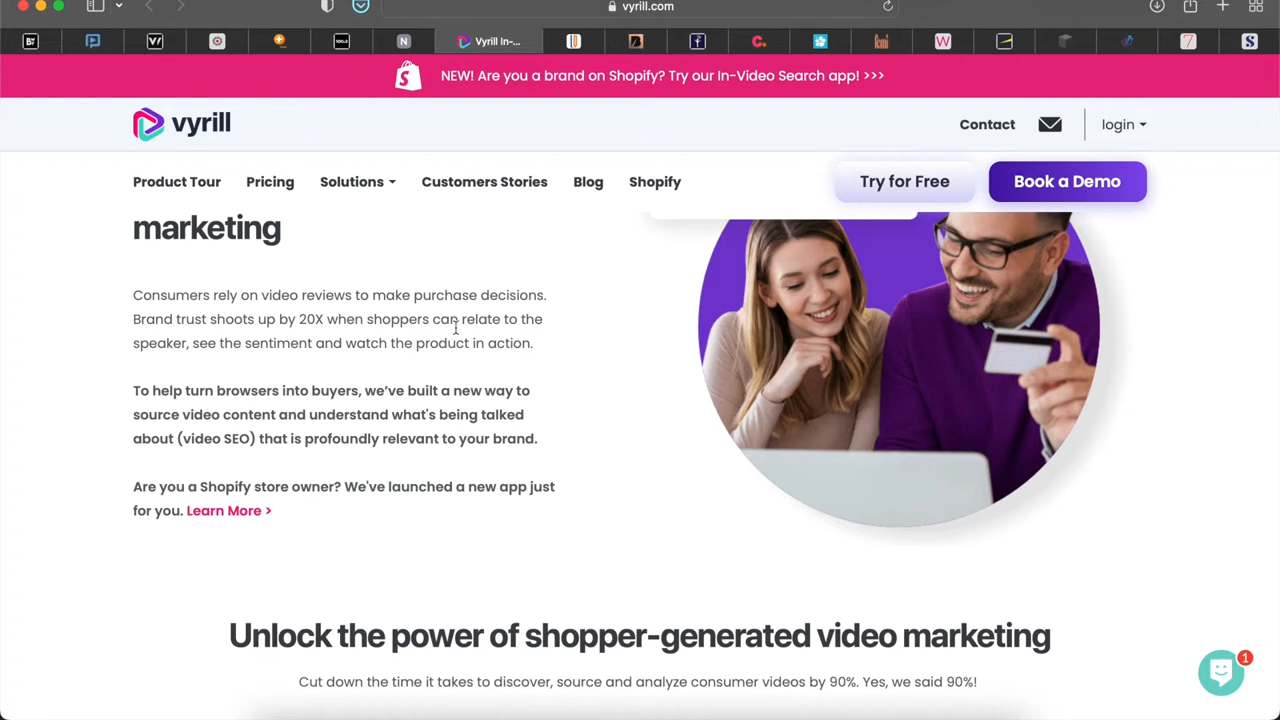 vyrill.com
Vyrill In-...
NEW! Are you a brand on Shopify? Try our In-Video Search app! >>>
vyrill
Contact
login
Product Tour
Pricing
Solutions
Customers Stories
Blog
Shopify
Try for Free
Book a Demo
marketing
Consumers rely on video reviews to make purchase decisions.
Brand trust shoots up by 20X when shoppers can relate to the
speaker, see the sentiment and watch the product in action.
To help turn browsers into buyers, we’ve built a new way to
source video content and understand what's being talked
about (video SEO) that is profoundly relevant to your brand.
Are you a Shopify store owner? We've launched a new app just
for you. Learn More >
Unlock the power of shopper-generated video marketing
Cut down the time it takes to discover, source and analyze consumer videos by 90%. Yes, we said 90%!
1